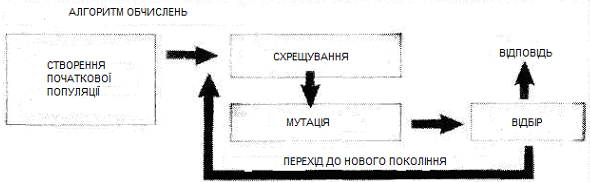 АЛГОРИТМ ОБЧИСЛЕНЬ
СТВОРЕННЯ
ПОЧАТКОВОЇ
ПОПУЛЯЦІЇ
СХРЕЩУВАННЯ
ВІДПОВІДЬ
МУТАЦІЯ
ВІДБІР
ПЕРЕХІД ДО НОВОГО ПОКОЛІННЯ